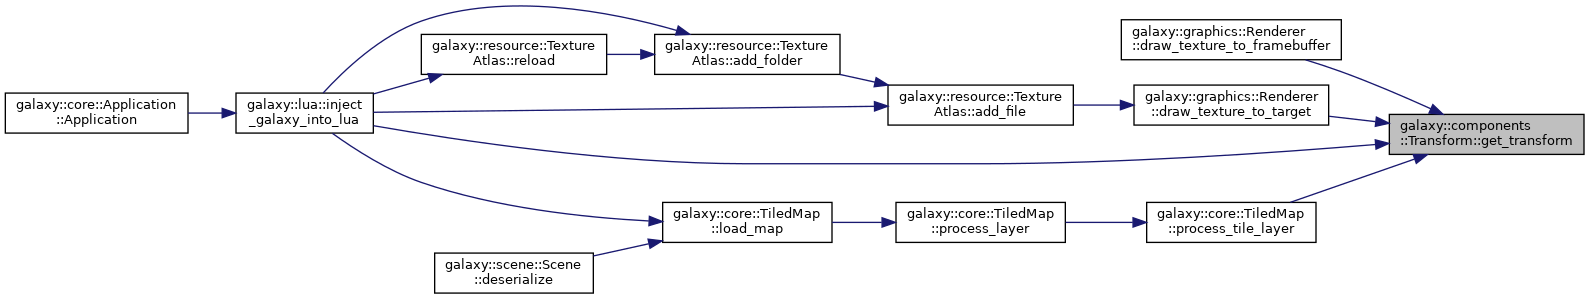 galaxy::core::Application
::Application
galaxy::lua::inject
_galaxy_into_lua
galaxy::resource::Texture
Atlas::reload
galaxy::resource::Texture
Atlas::add_folder
galaxy::resource::Texture
Atlas::add_file
galaxy::graphics::Renderer
::draw_texture_to_framebuffer
galaxy::graphics::Renderer
::draw_texture_to_target
galaxy::components
::Transform::get_transform
galaxy::core::TiledMap
::load_map
galaxy::core::TiledMap
::process_layer
galaxy::core::TiledMap
::process_tile_layer
galaxy::scene::Scene
::deserialize